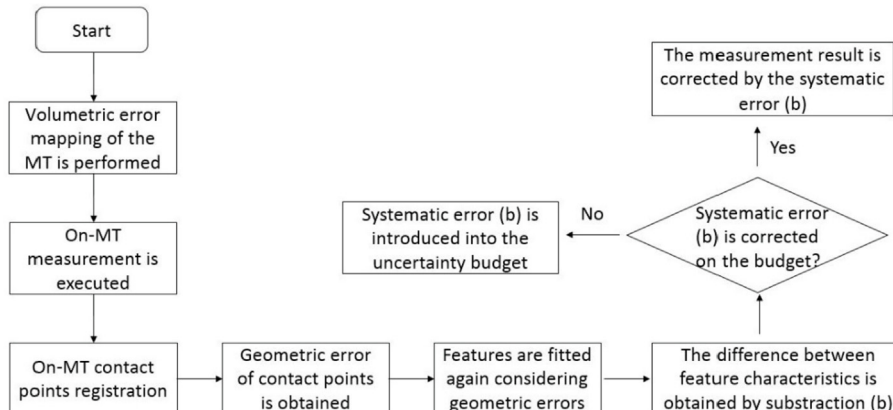 Start
Volumetric error
mapping of the
MT is performed
On-MT
measurement is
executed
On-MT contact
points registration
Geometric error
of contact points
is obtained
Features are fitted
again considering
geometric errors
The difference between
feature characteristics is
obtained by substraction (b)
Systematic error
(b) is corrected
on the budget?
No
Systematic error (b) is
introduced into the
uncertainty budget
Yes
The measurement result is
corrected by the systematic
error (b)